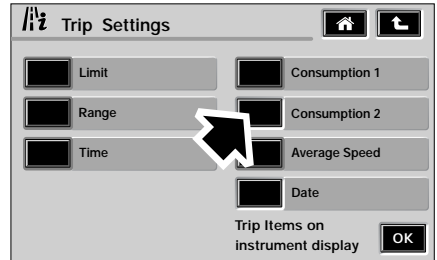 Trip Settings
Limit
Range
Time
Consumption 1
Consumption 2
Average Speed
Date
Trip Items on
instrument display
OK